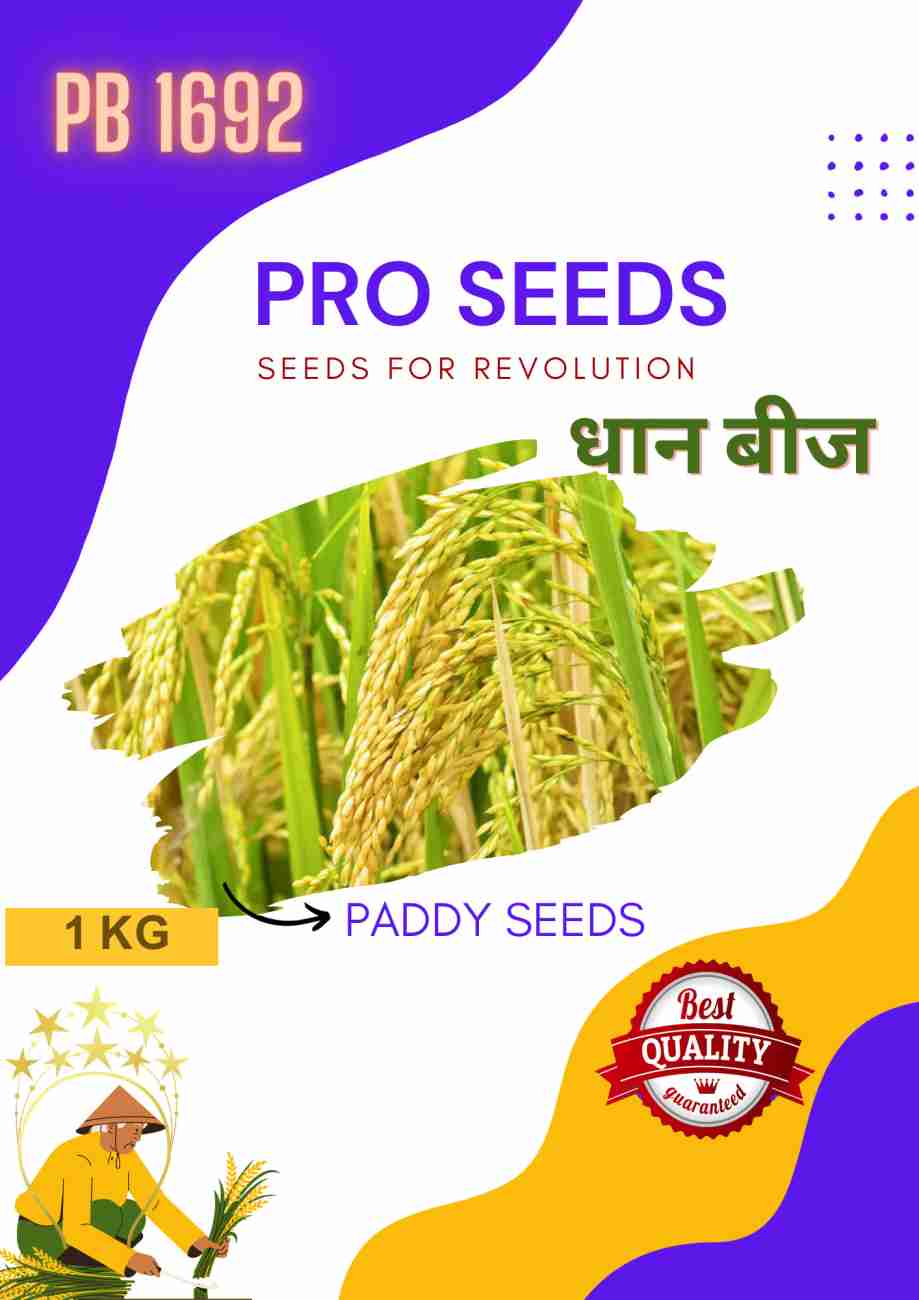 PB 1692
PRO SEEDS
SEEDS FOR REVOLUTION
धान बीज
PADDY SEEDS
1 KG
Best
QUALITY
guaranteed